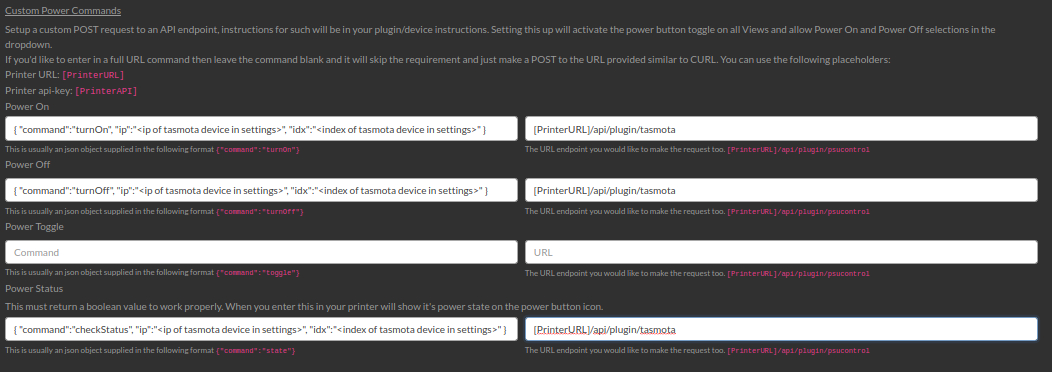 Custom Power Commands
Setup a custom POST request to an API endpoint, instructions for such will be in your plugin/device instructions. Setting this up will activate the power button toggle on all Views and allow Power On and Power Off selections in the
dropdown.
If you'd like to enter in a full URL command then leave the command blank and it will skip the requirement and just make a POST to the URL provided similar to CURL. You can use the following placeholders:
Printer URL: [PrinterURL]
Printer api-key: [PrinterAPI]
Power On
{ "command":"turnOn", "ip":"<ip of tasmota device in settings>", "idx":"<index of tasmota device in settings>" } [PrinterURL]/api/plugin/tasmota
This is usually an json object supplied in the following format {"command":"turnOn"} The URL endpoint you would like to make the request too. [PrinterURL]/api/plugin/psucontrol
Power Off
{ "command":"turnOff", "ip":"<ip of tasmota device in settings>", "idx":"<index of tasmota device in settings>" } [PrinterURL]/api/plugin/tasmota
This is usually an json object supplied in the following format {"command":"turnOff"} The URL endpoint you would like to make the request too. [PrinterURL]/api/plugin/psucontrol
Power Toggle
Command URL
This is usually an json object supplied in the following format {"command":"toggle"} The URL endpoint you would like to make the request too. [PrinterURL]/api/plugin/psucontrol
Power Status
This must return a boolean value to work properly. When you enter this in your printer will show it's power state on the power button icon.
{ "command":"checkStatus", "ip":"<ip of tasmota device in settings>", "idx":"<index of tasmota device in settings>" } [PrinterURL]/api/plugin/tasmota
This is usually an json object supplied in the following format {"command":"state"} The URL endpoint you would like to make the request too. [PrinterURL]/api/plugin/psucontrol